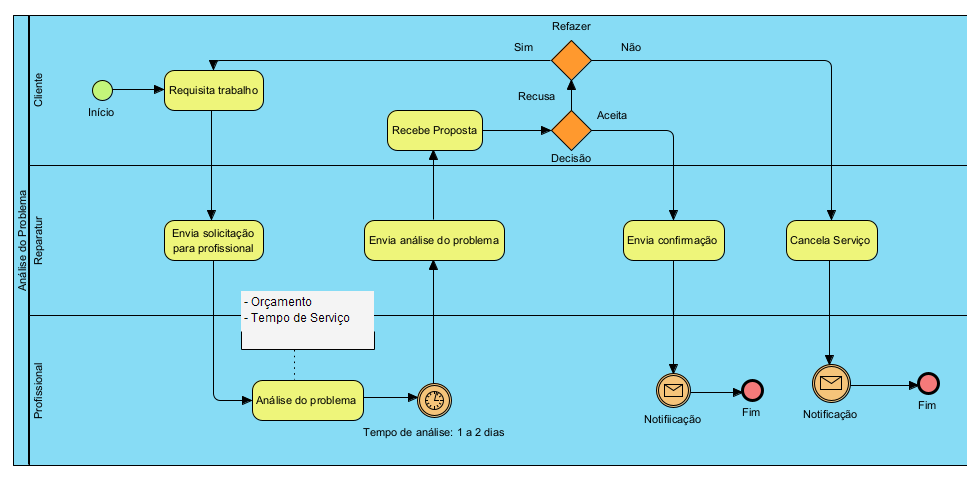 Análise do Problema
Cliente
Refazer
Sim
Não
Início
Requisita trabalho
Recusa
Aceita
Recebe Proposta
Decisão
Reparatur
Envia solicitação
para profissional
Envia análise do problema
Envia confirmação
Cancela Serviço
Profissional
- Orçamento
- Tempo de Serviço
Análise do problema
Tempo de análise: 1 a 2 dias
Notifiicação
Fim
Notificação
Fim